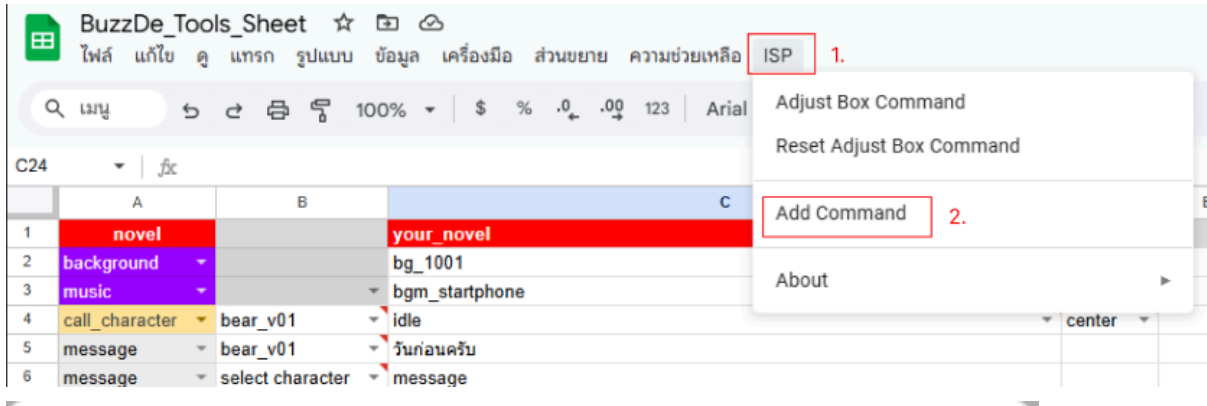 BuzzDe_Tools_Sheet
ไฟล์ แก้ไข ดู แทรก รูปแบบ ข้อมูล เครื่องมือ ส่วนขยาย ความช่วยเหลือ ISP 1.
เมนู 100% $ % .0 .00 123 Arial
Adjust Box Command
Reset Adjust Box Command
Add Command 2.
About
C24 fx
A B C
1 novel your_novel
2 background bg_1001
3 music bgm_startphone
4 call_character bear_v01 idle center
5 message bear_v01 วันก่อนครับ
6 message select character message